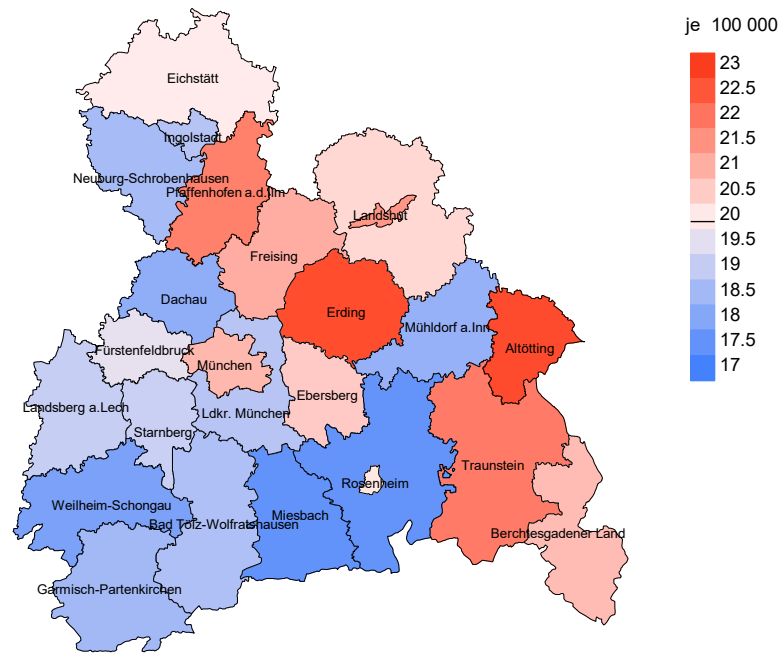 je 100 000
23
22.5
22
21.5
21
20.5
20
19.5
19
18.5
18
17.5
17
Eichstätt
Ingolstadt
Neuburg-Schrobenhausen
Pfaffenhofen a.d.Ilm
Landshut
Freising
Dachau
Erding
Mühldorf a.Inn
Altötting
Fürstenfeldbruck
München
Ebersberg
Landsberg a.Lech
Ldkr. München
Starnberg
Traunstein
Rosenheim
Weilheim-Schongau
Miesbach
Bad Tölz-Wolfratshausen
Berchtesgadener Land
Garmisch-Partenkirchen